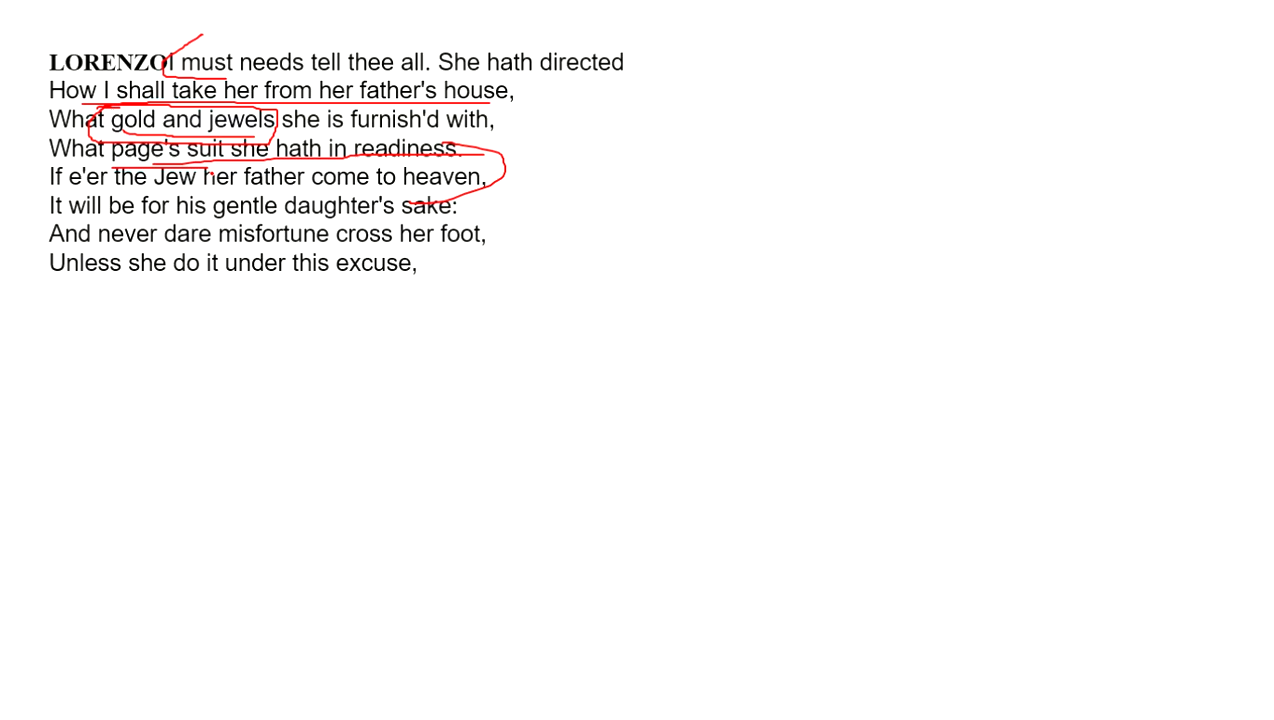 LORENZOI must needs tell thee all. She hath directed
How I shall take her from her father's house,
What gold and jewels she is furnish'd with,
What page's suit she hath in readiness.
If e'er the Jew her father come to heaven,
It will be for his gentle daughter's sake:
And never dare misfortune cross her foot,
Unless she do it under this excuse,